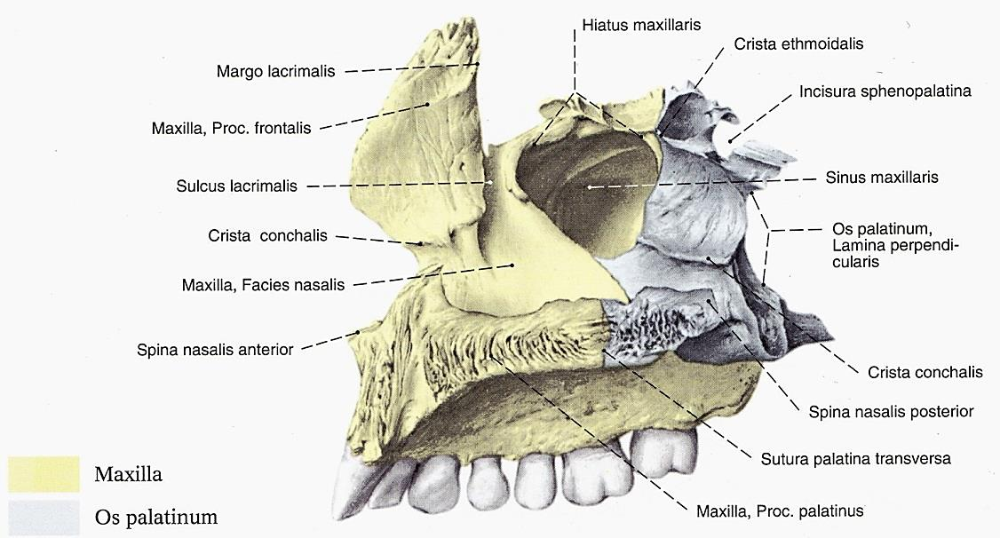 Hiatus maxillaris
Crista ethmoidalis
Margo lacrimalis
Incisura sphenopalatina
Maxilla, Proc. frontalis
Sulcus lacrimalis
Sinus maxillaris
Crista conchalis
Os palatinum,
Lamina perpendi-
cularis
Maxilla, Facies nasalis
Spina nasalis anterior
Crista conchalis
Spina nasalis posterior
Sutura palatina transversa
Maxilla, Proc. palatinus
Maxilla
Os palatinum